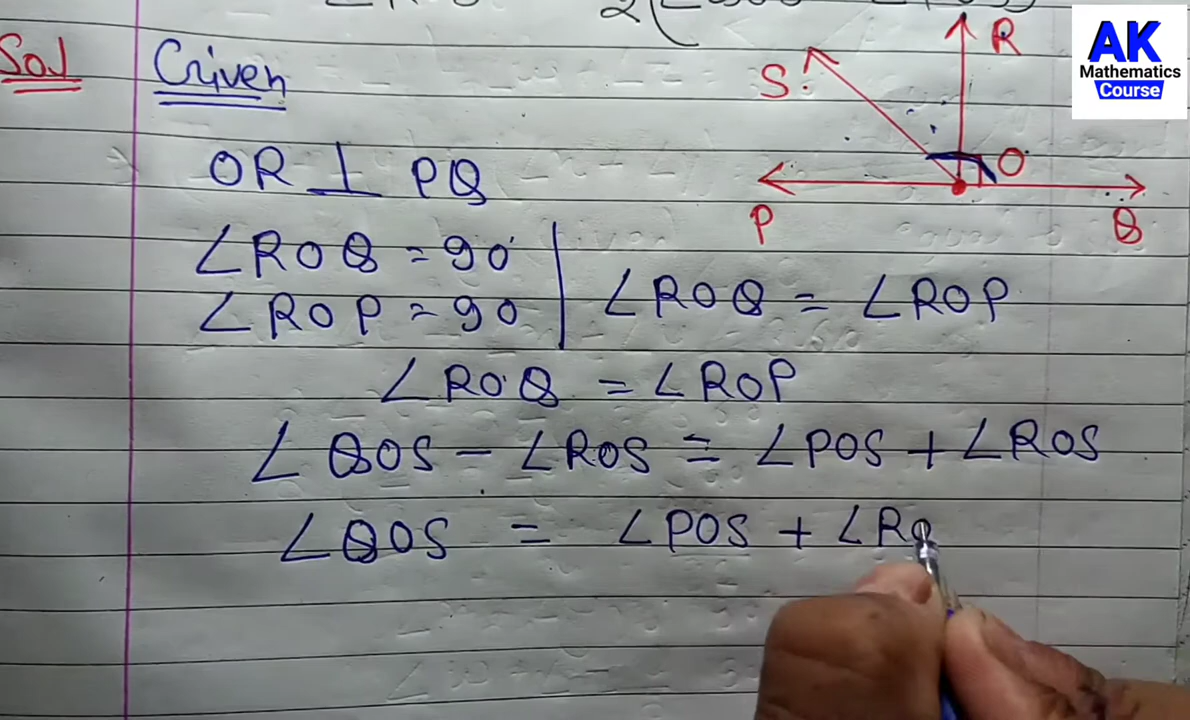 Sol Given
OR ⊥ PQ
∠ROQ = 90
∠ROP = 90
∠ROQ = ∠ROP
∠ROQ = ∠ROP
∠QOS - ∠ROS = ∠POS + ∠ROS
∠QOS = ∠POS + ∠RO
R
S
O
P
Q
AK
Mathematics
Course